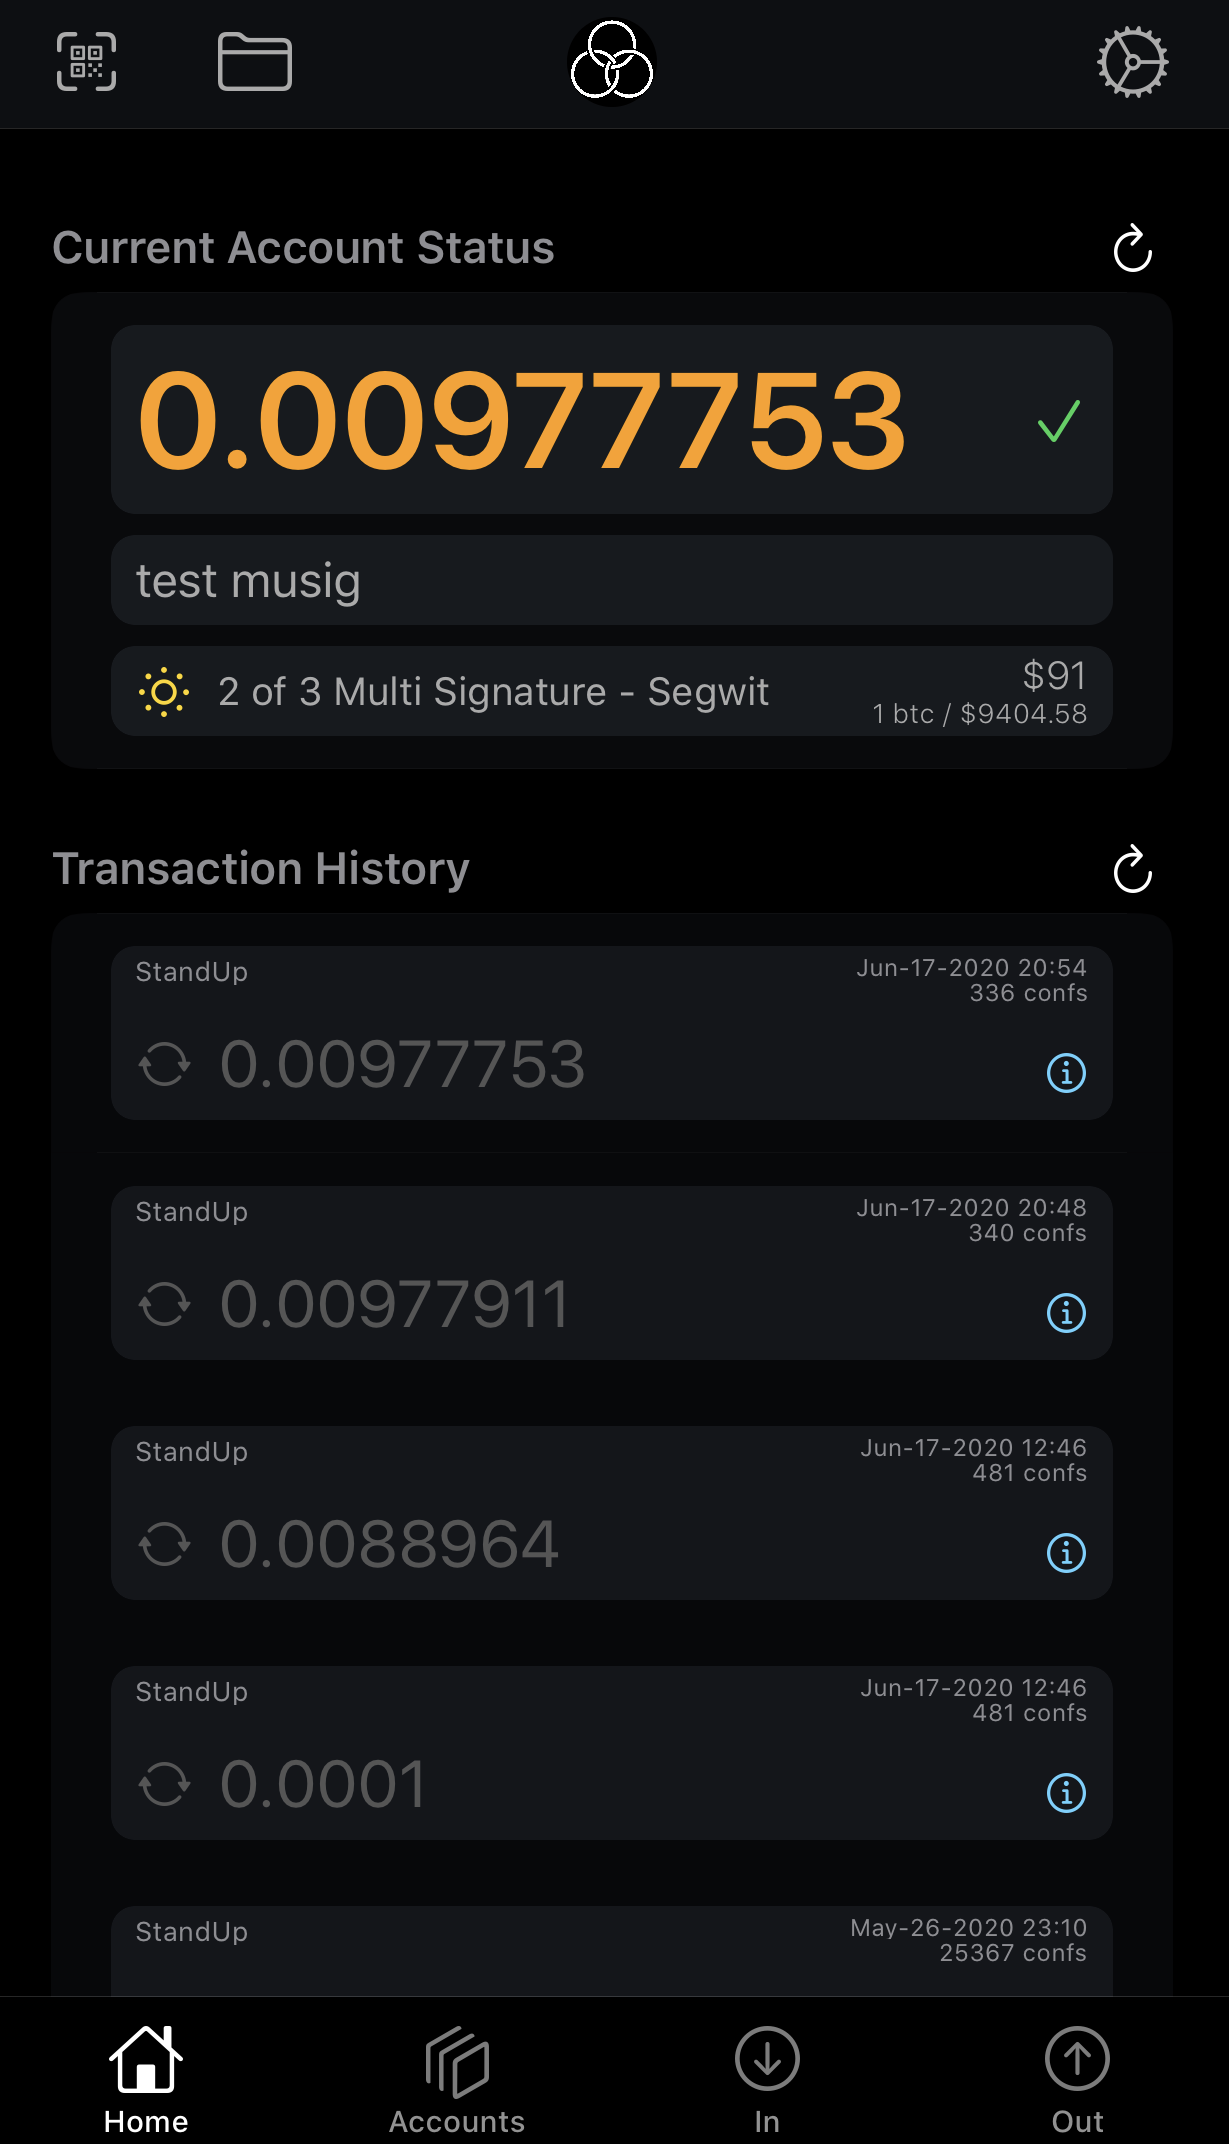 Current Account Status
0.00977753
test musig
2 of 3 Multi Signature - Segwit
$91
1 btc / $9404.58
Transaction History
StandUp
Jun-17-2020 20:54
336 confs
0.00977753
StandUp
Jun-17-2020 20:48
340 confs
0.00977911
StandUp
Jun-17-2020 12:46
481 confs
0.0088964
StandUp
Jun-17-2020 12:46
481 confs
0.0001
StandUp
May-26-2020 23:10
25367 confs
Home
Accounts
In
Out